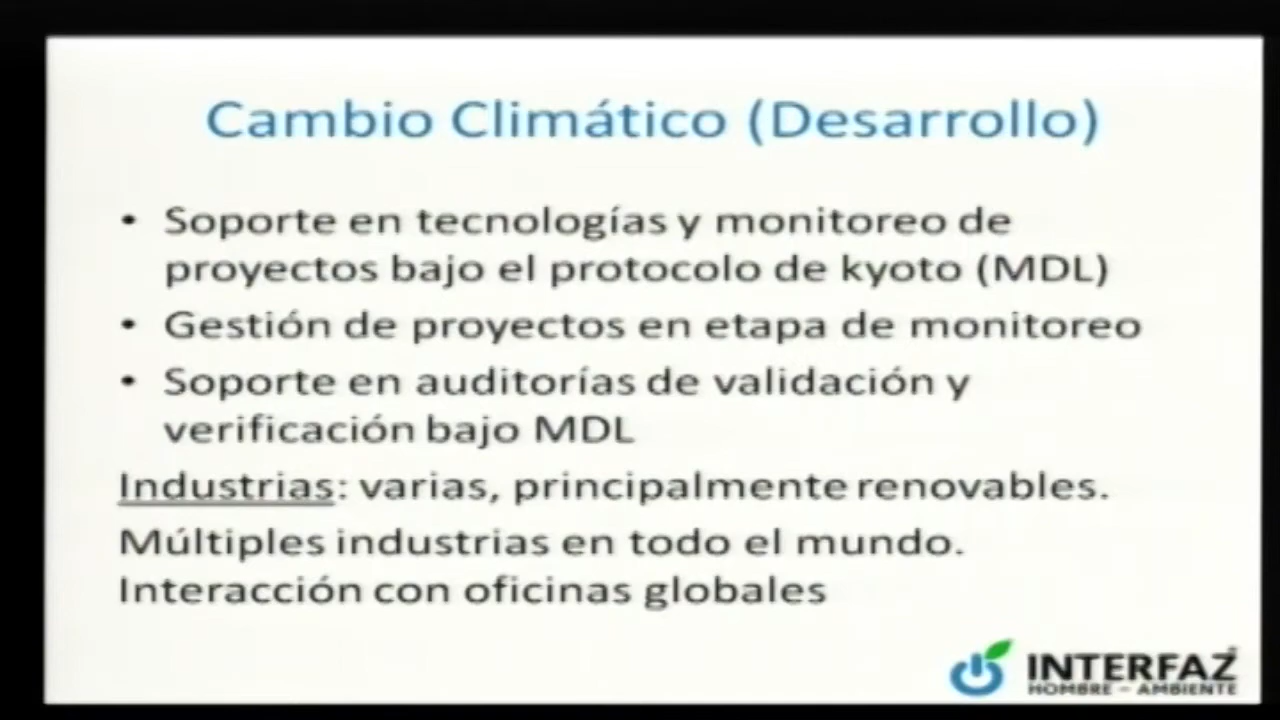 Cambio Climático (Desarrollo)
• Soporte en tecnologías y monitoreo de
proyectos bajo el protocolo de kyoto (MDL)
• Gestión de proyectos en etapa de monitoreo
• Soporte en auditorías de validación y
verificación bajo MDL
Industrias: varias, principalmente renovables.
Múltiples industrias en todo el mundo.
Interacción con oficinas globales
INTERFAZ
HOMBRE – AMBIENTE